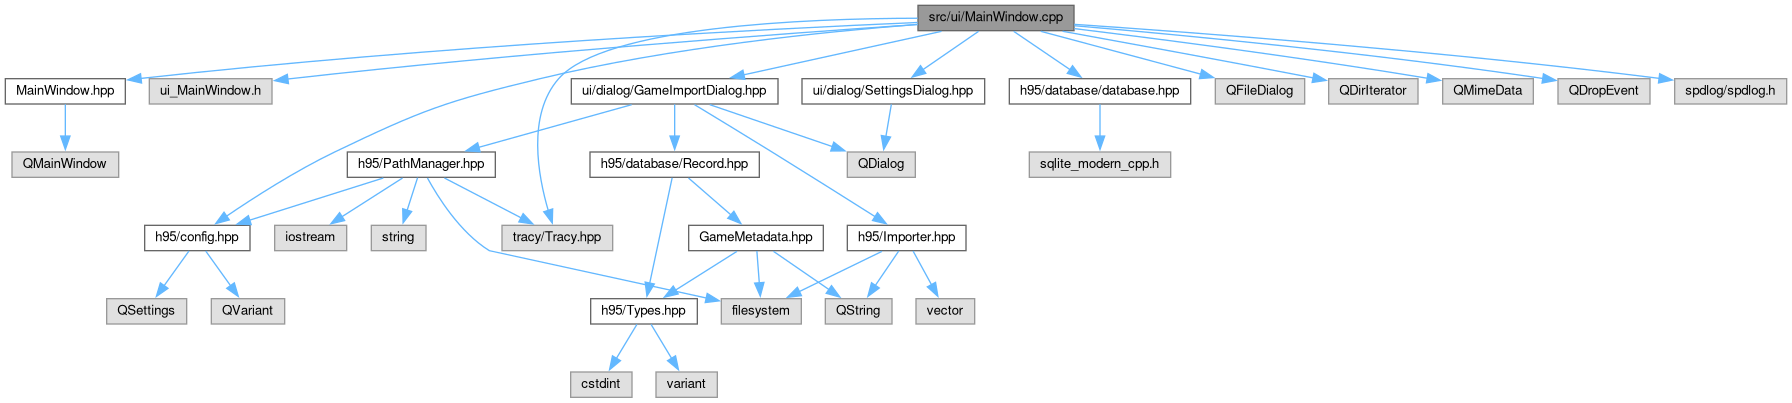 src/ui/MainWindow.cpp
MainWindow.hpp
ui_MainWindow.h
ui/dialog/GameImportDialog.hpp
ui/dialog/SettingsDialog.hpp
h95/database/database.hpp
QFileDialog
QDirIterator
QMimeData
QDropEvent
spdlog/spdlog.h
QMainWindow
h95/PathManager.hpp
h95/database/Record.hpp
QDialog
sqlite_modern_cpp.h
h95/config.hpp
iostream
string
tracy/Tracy.hpp
GameMetadata.hpp
h95/Importer.hpp
QSettings
QVariant
h95/Types.hpp
filesystem
QString
vector
cstdint
variant